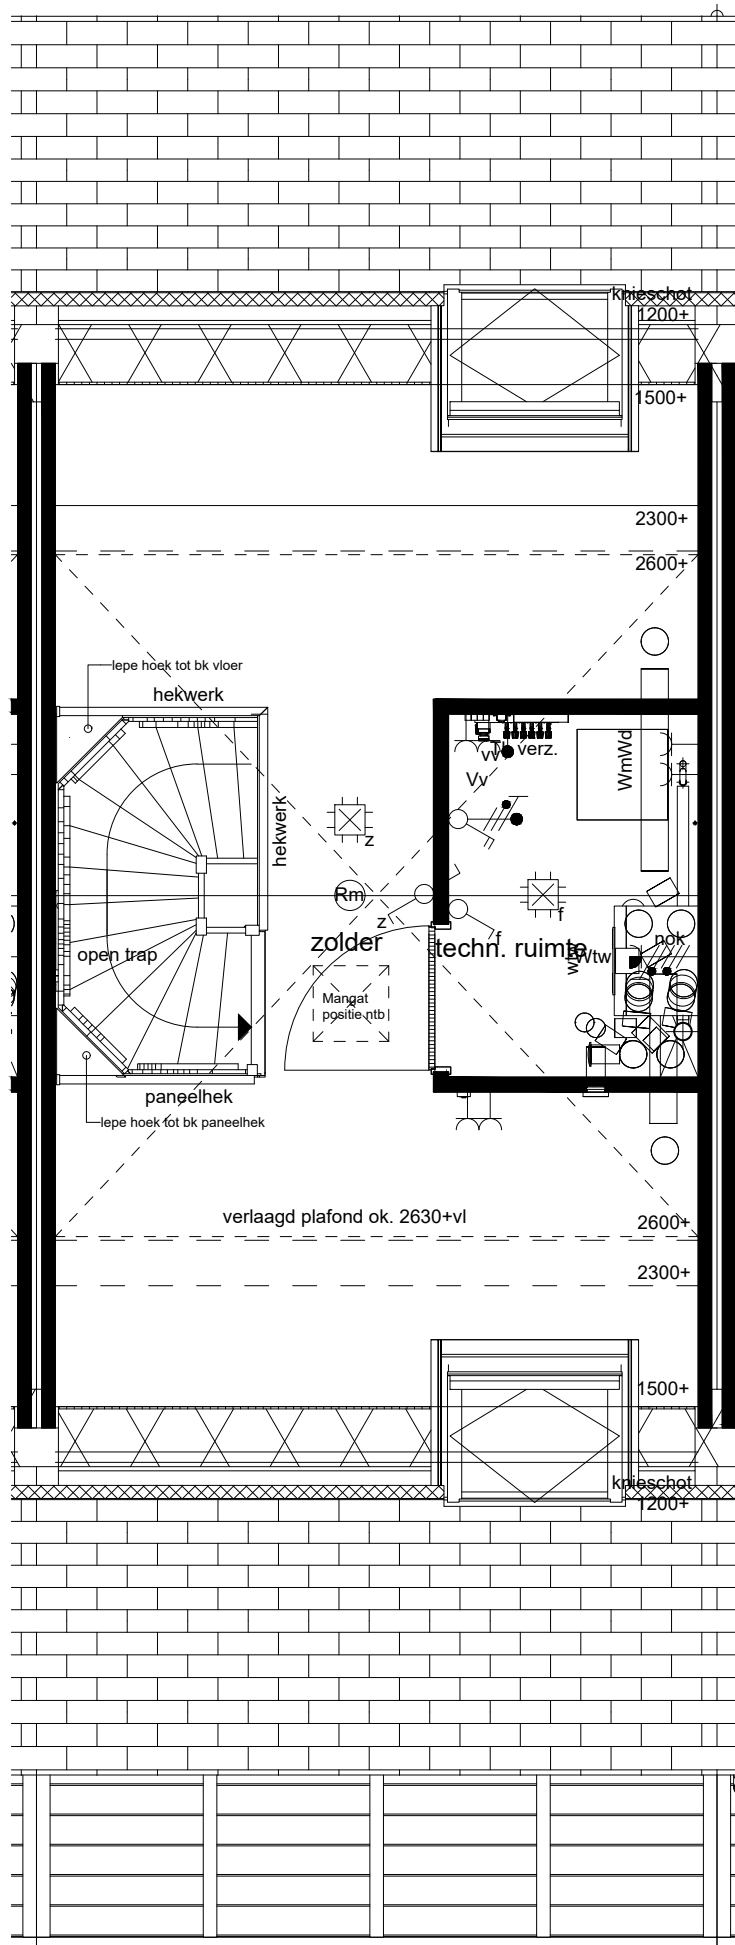 knieschot
1200+
1500+
2300+
2600+
lepe hoek tot bk vloer
hekwerk
hekwerk
verz.
vv
Vv
WmWd
z
Rm
z
f
f
zolder
techn. ruimte
nok
open trap
wtw
Wtw
Mangat
positie ntb
paneelhek
lepe hoek tot bk paneelhek
verlaagd plafond ok. 2630+vl
2600+
2300+
1500+
knieschot
1200+